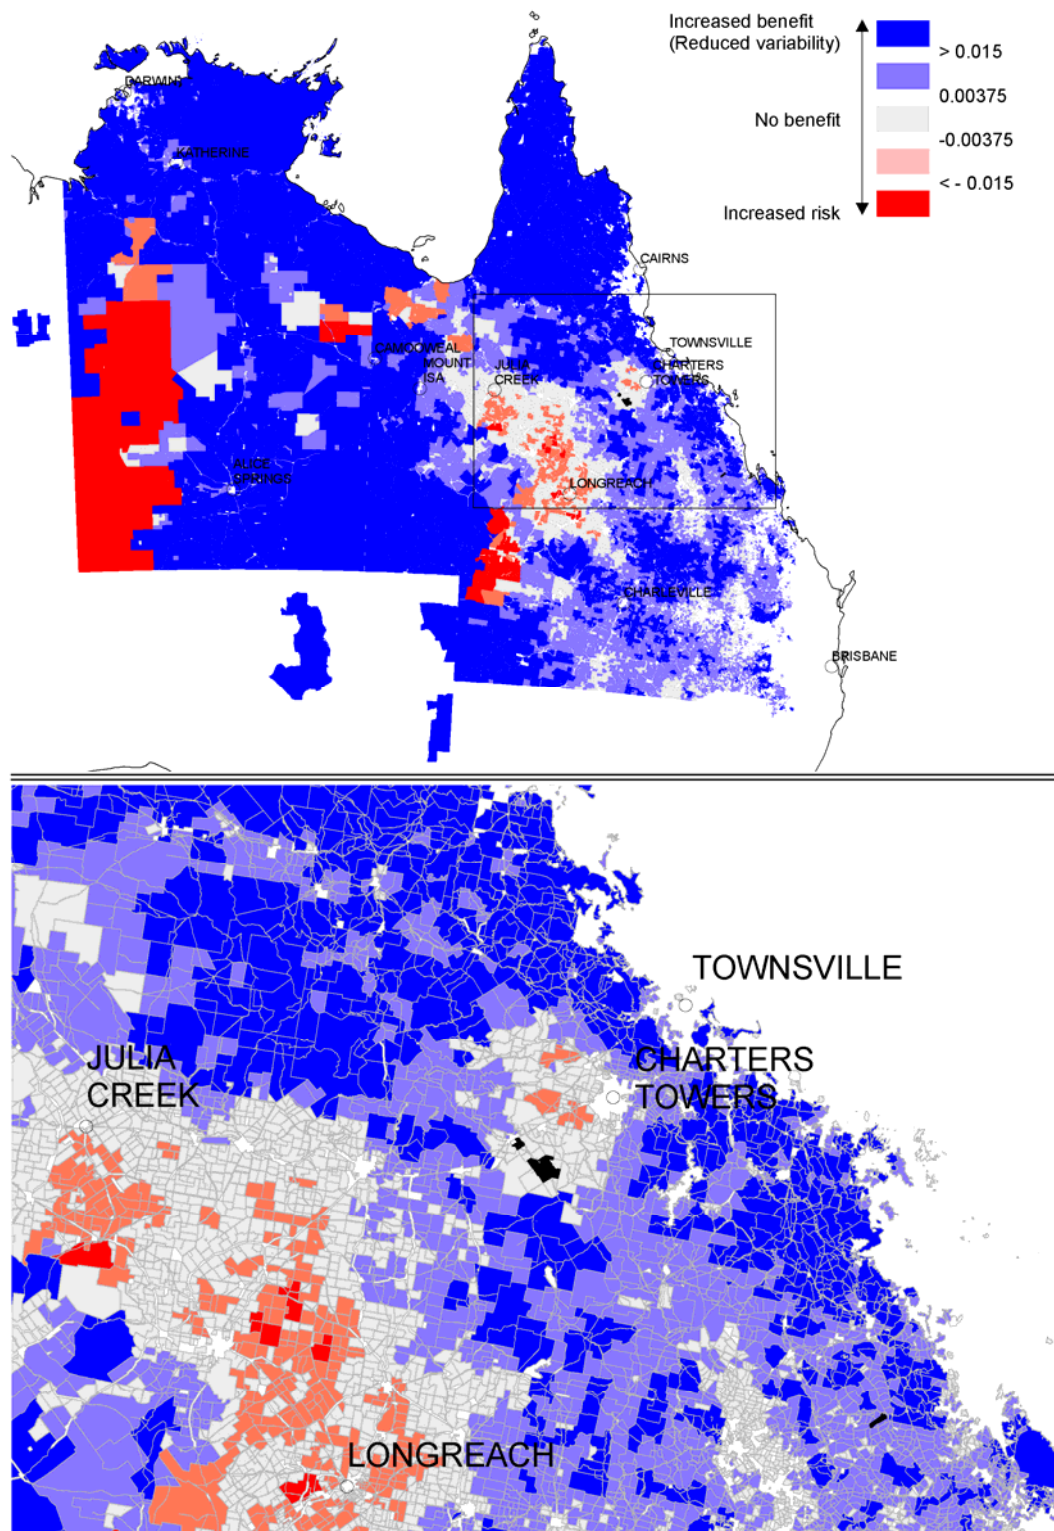 Increased benefit
(Reduced variability)
> 0.015
0.00375
No benefit
-0.00375
< - 0.015
Increased risk
DARWIN
KATHERINE
CAIRNS
TOWNSVILLE
CAMOOWEAL
MOUNT
ISA
JULIA
CREEK
CHARTERS
TOWERS
ALICE
SPRINGS
LONGREACH
CHARLEVILLE
BRISBANE
TOWNSVILLE
JULIA
CREEK
CHARTERS
TOWERS
LONGREACH